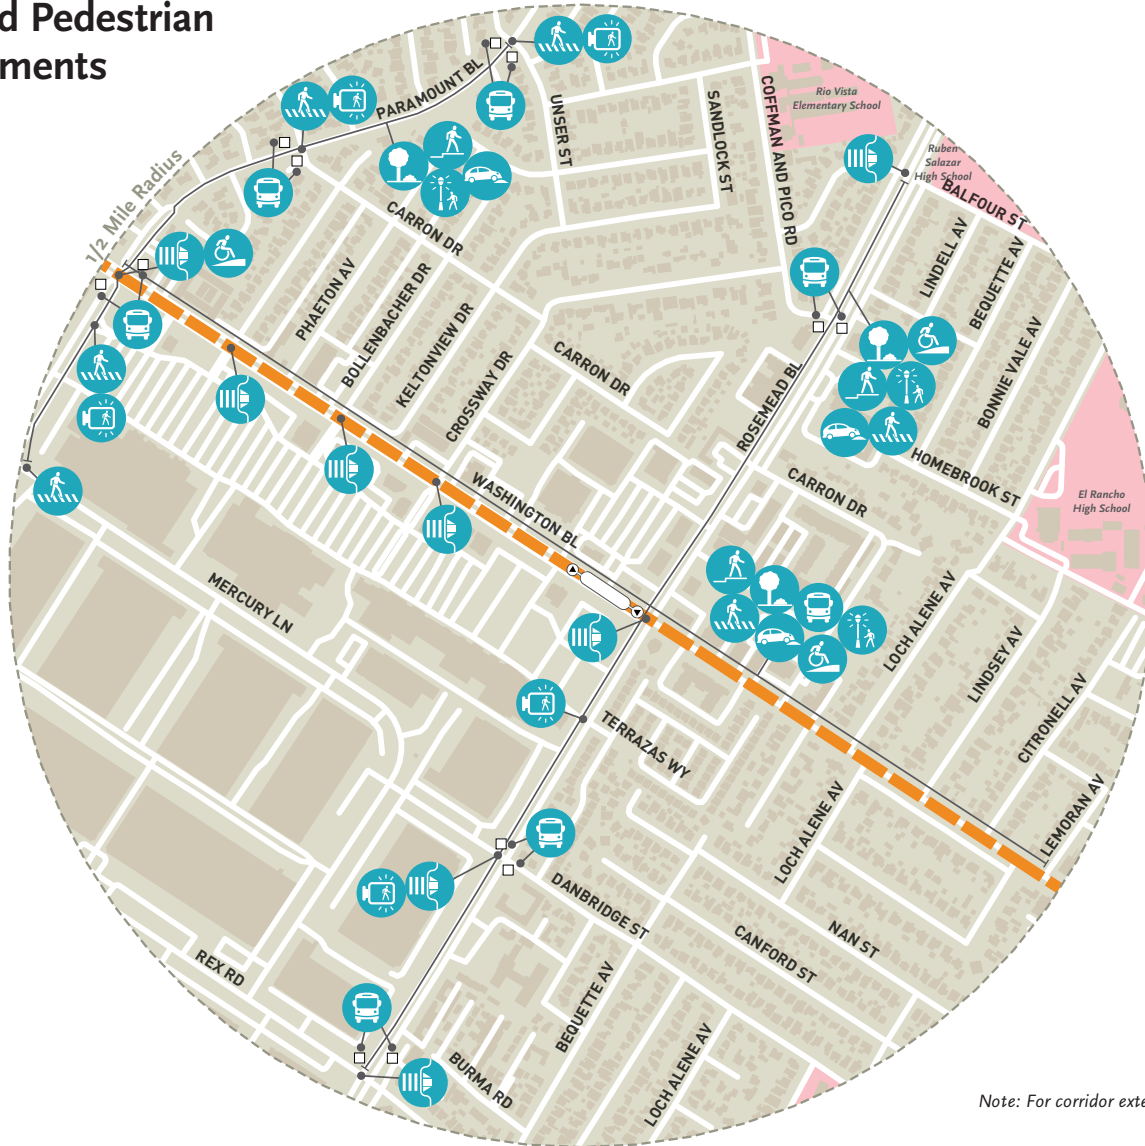 d Pedestrian
ments
1/2 Mile Radius
PARAMOUNT BL
UNSER ST
SANDLOCK ST
COFFMAN AND PICO RD
Rio Vista
Elementary School
Ruben
Salazar
High School
BALFOUR ST
CARRON DR
PHAETON AV
BOLLENBACHER DR
KELTONVIEW DR
CROSSWAY DR
CARRON DR
LINDELL AV
BEQUETTE AV
BONNIE VALE AV
ROSEMEAD BL
HOMEBROOK ST
CARRON DR
El Rancho
High School
WASHINGTON BL
MERCURY LN
LOCH ALENE AV
LINDSEY AV
CITRONELL AV
LEMORAN AV
TERRAZAS WY
LOCH ALENE AV
DANBRIDGE ST
CANFORD ST
NAN ST
REX RD
BEQUETTE AV
BURMA RD
LOCH ALENE AV
Note: For corridor exte